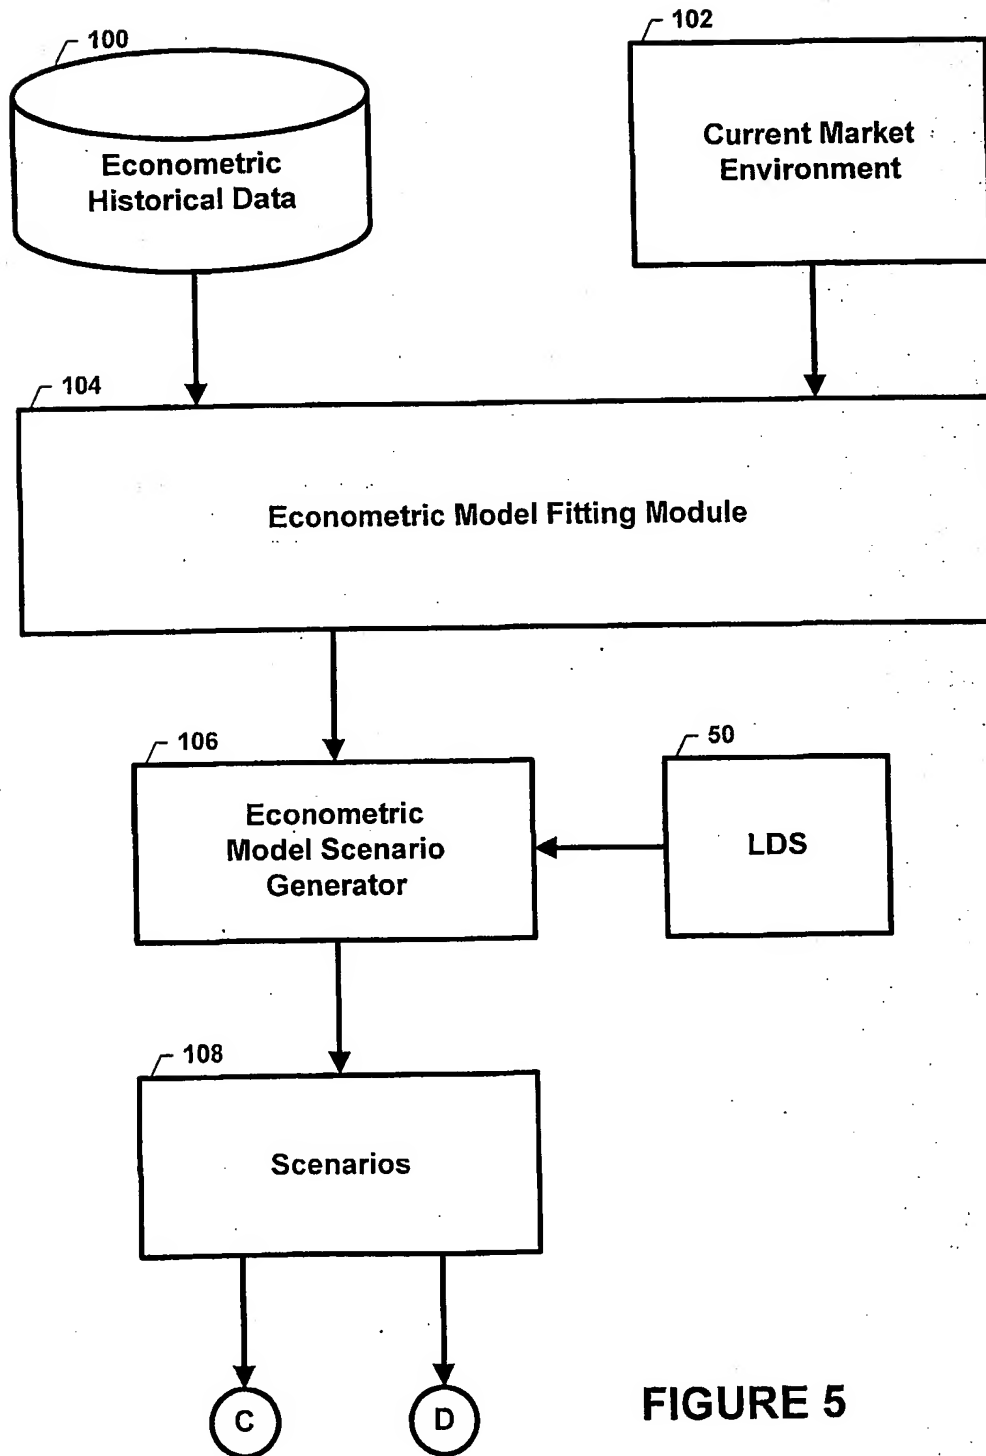 100
Econometric
Historical Data
102
Current Market
Environment
104
Econometric Model Fitting Module
106
Econometric
Model Scenario
Generator
50
LDS
108
Scenarios
C
D
FIGURE 5